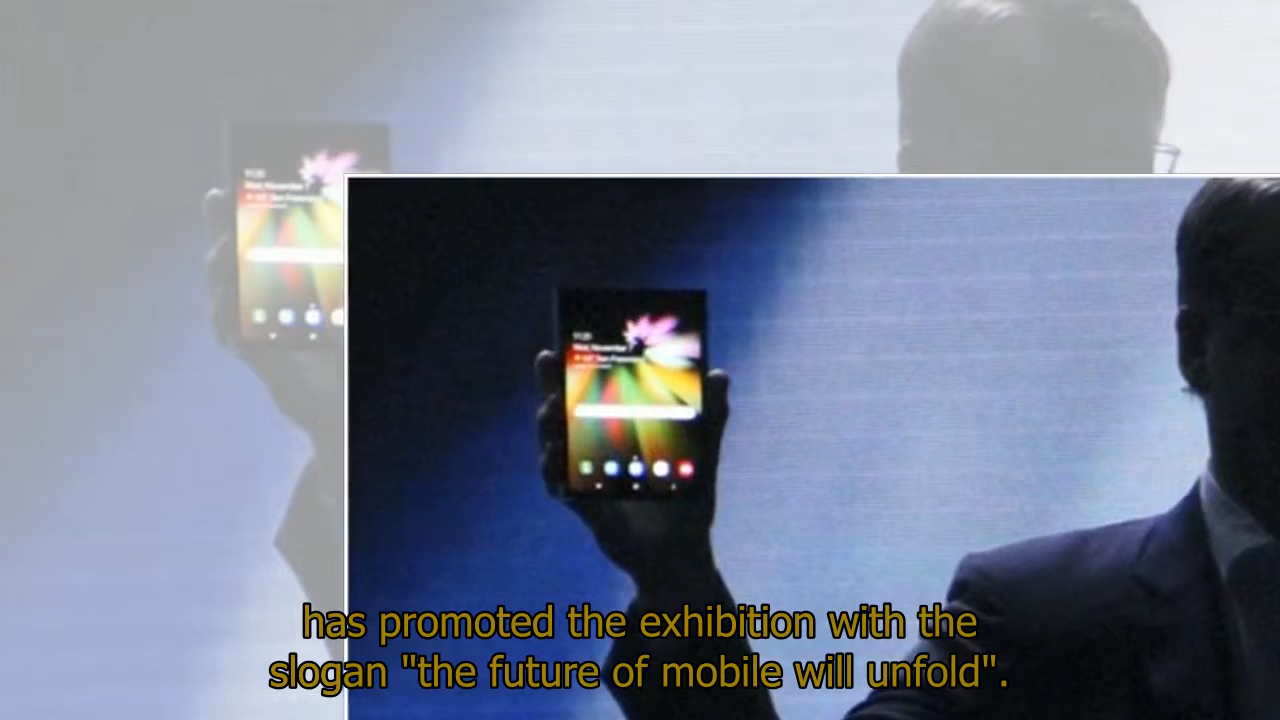 has promoted the exhibition with the
slogan "the future of mobile will unfold".